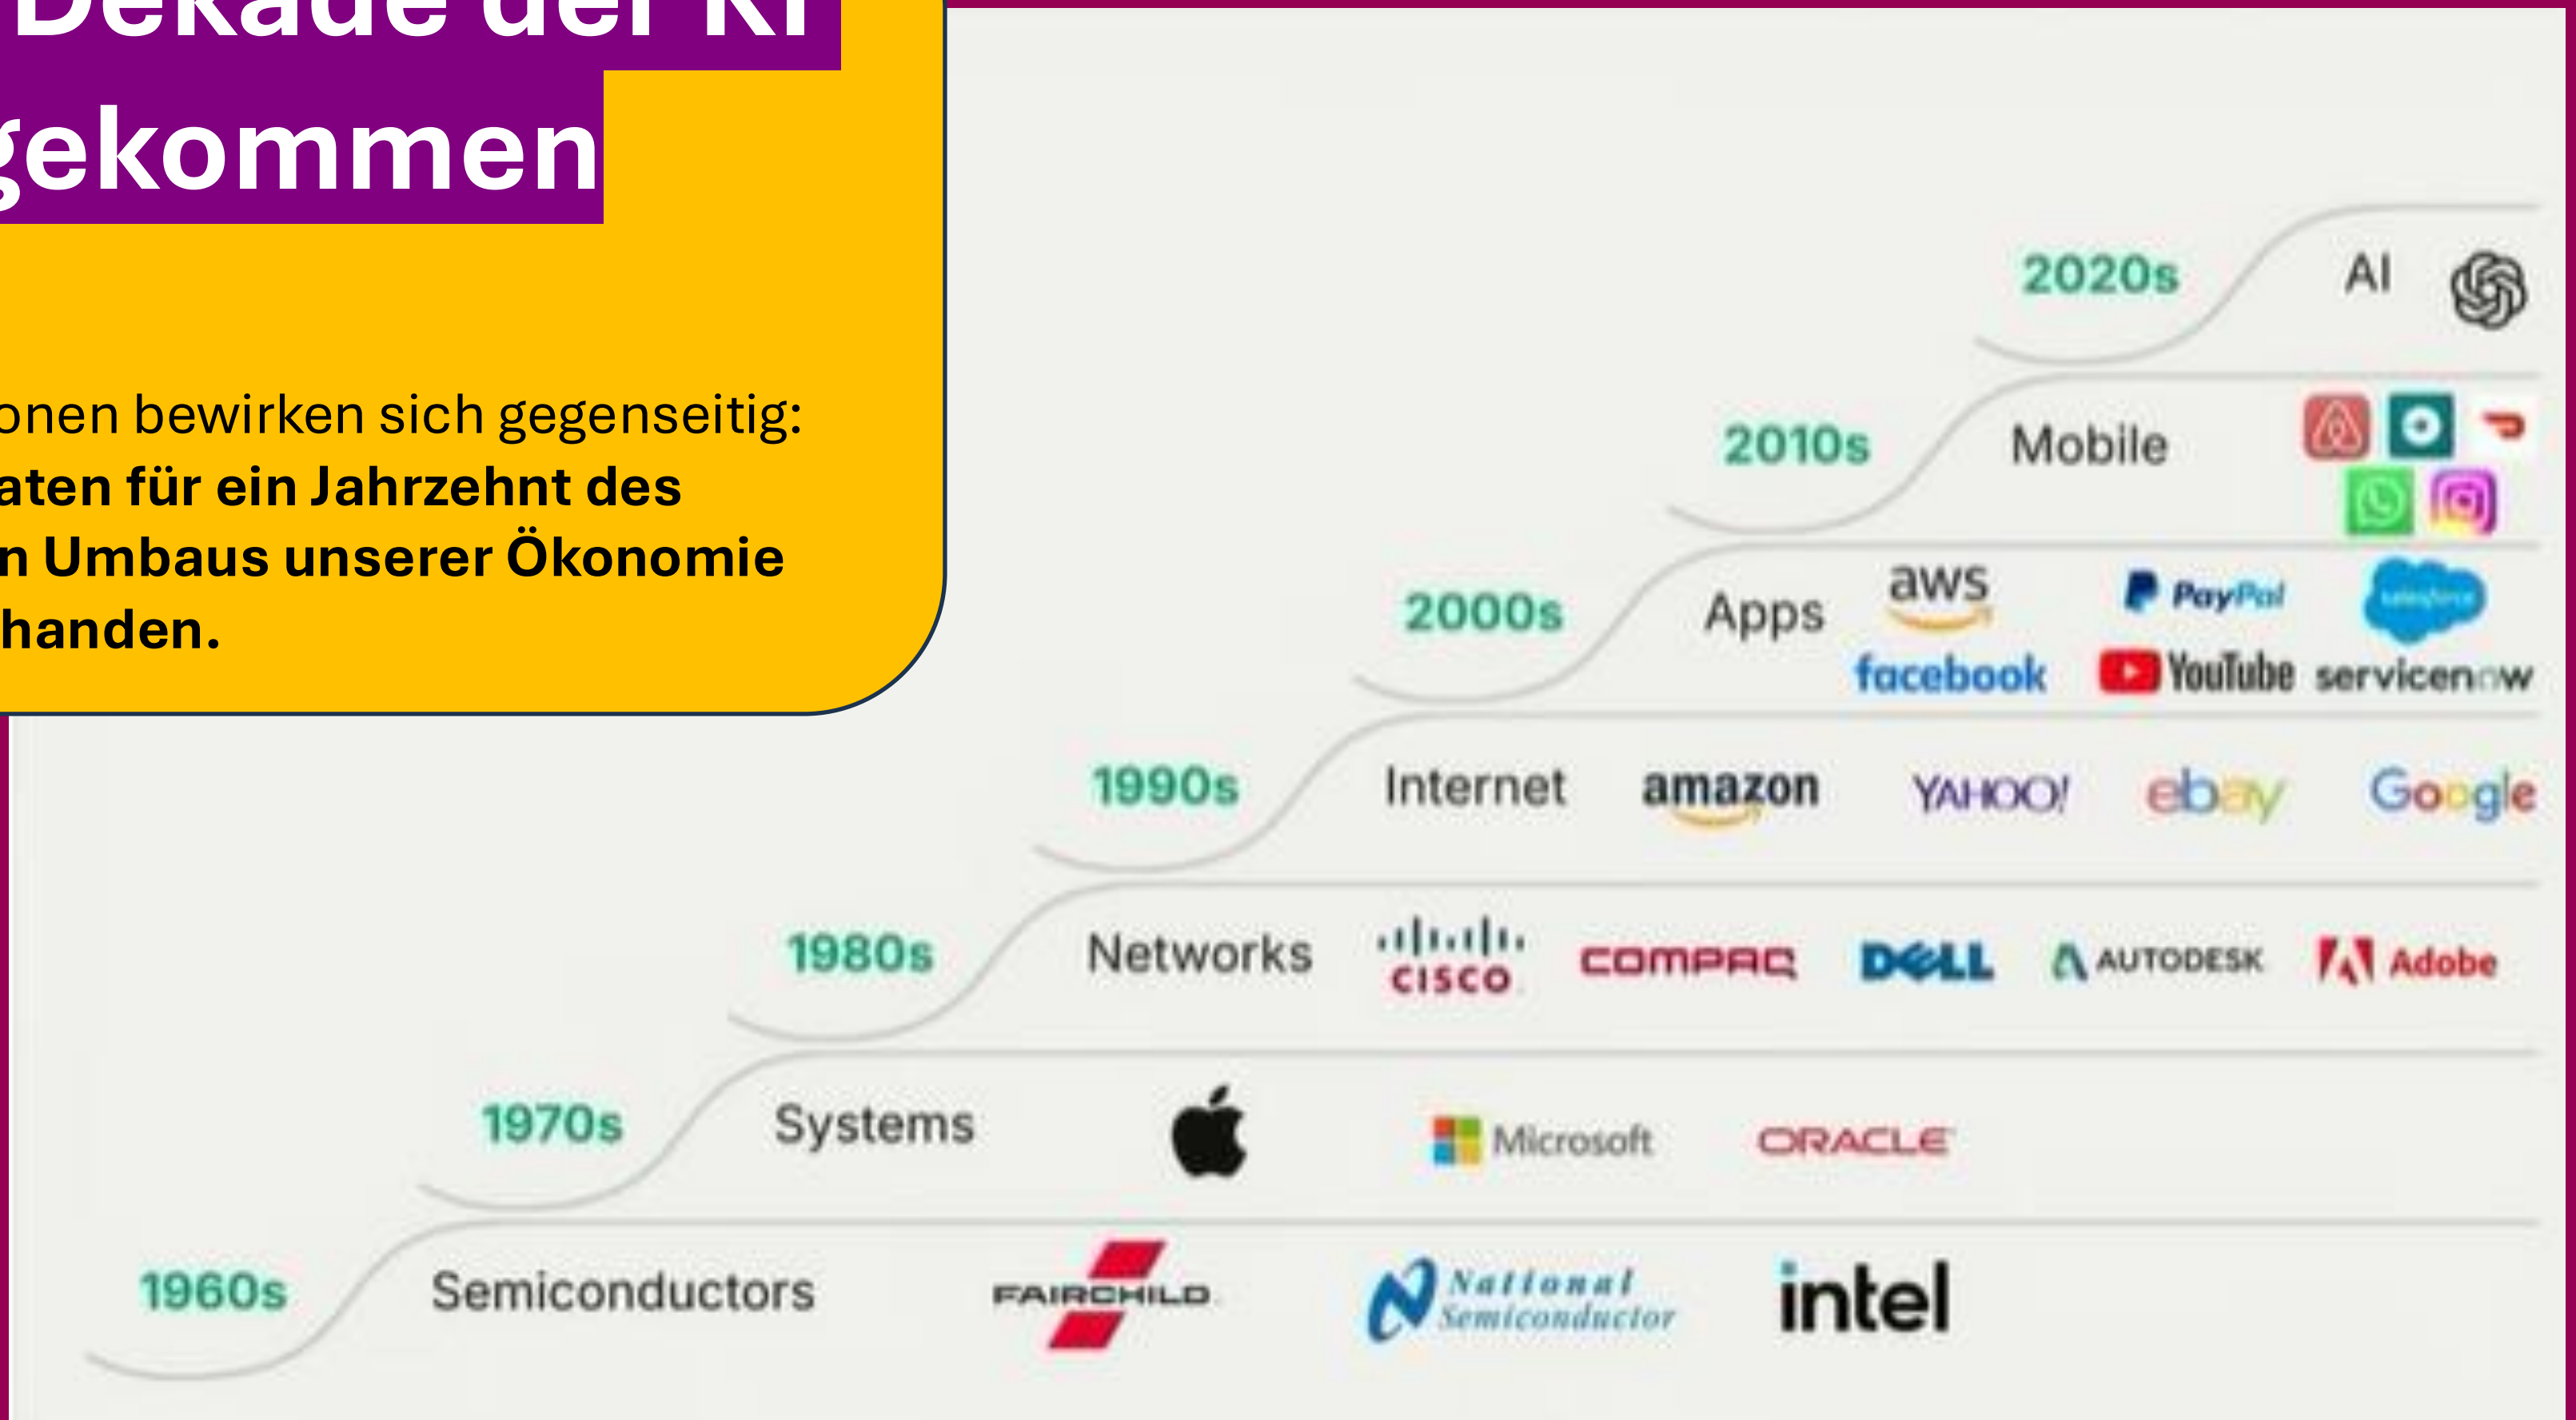 Dekade der KI
gekommen
onen bewirken sich gegenseitig:
aten für ein Jahrzehnt des
n Umbaus unserer Ökonomie
handen.
2020s AI
2010s Mobile
2000s Apps aws PayPal salesforce
facebook YouTube servicenow
1990s Internet amazon YAHOO! ebay Google
1980s Networks CISCO COMPAQ DELL AUTODESK Adobe
1970s Systems Microsoft ORACLE
1960s Semiconductors FAIRCHILD National Semiconductor intel